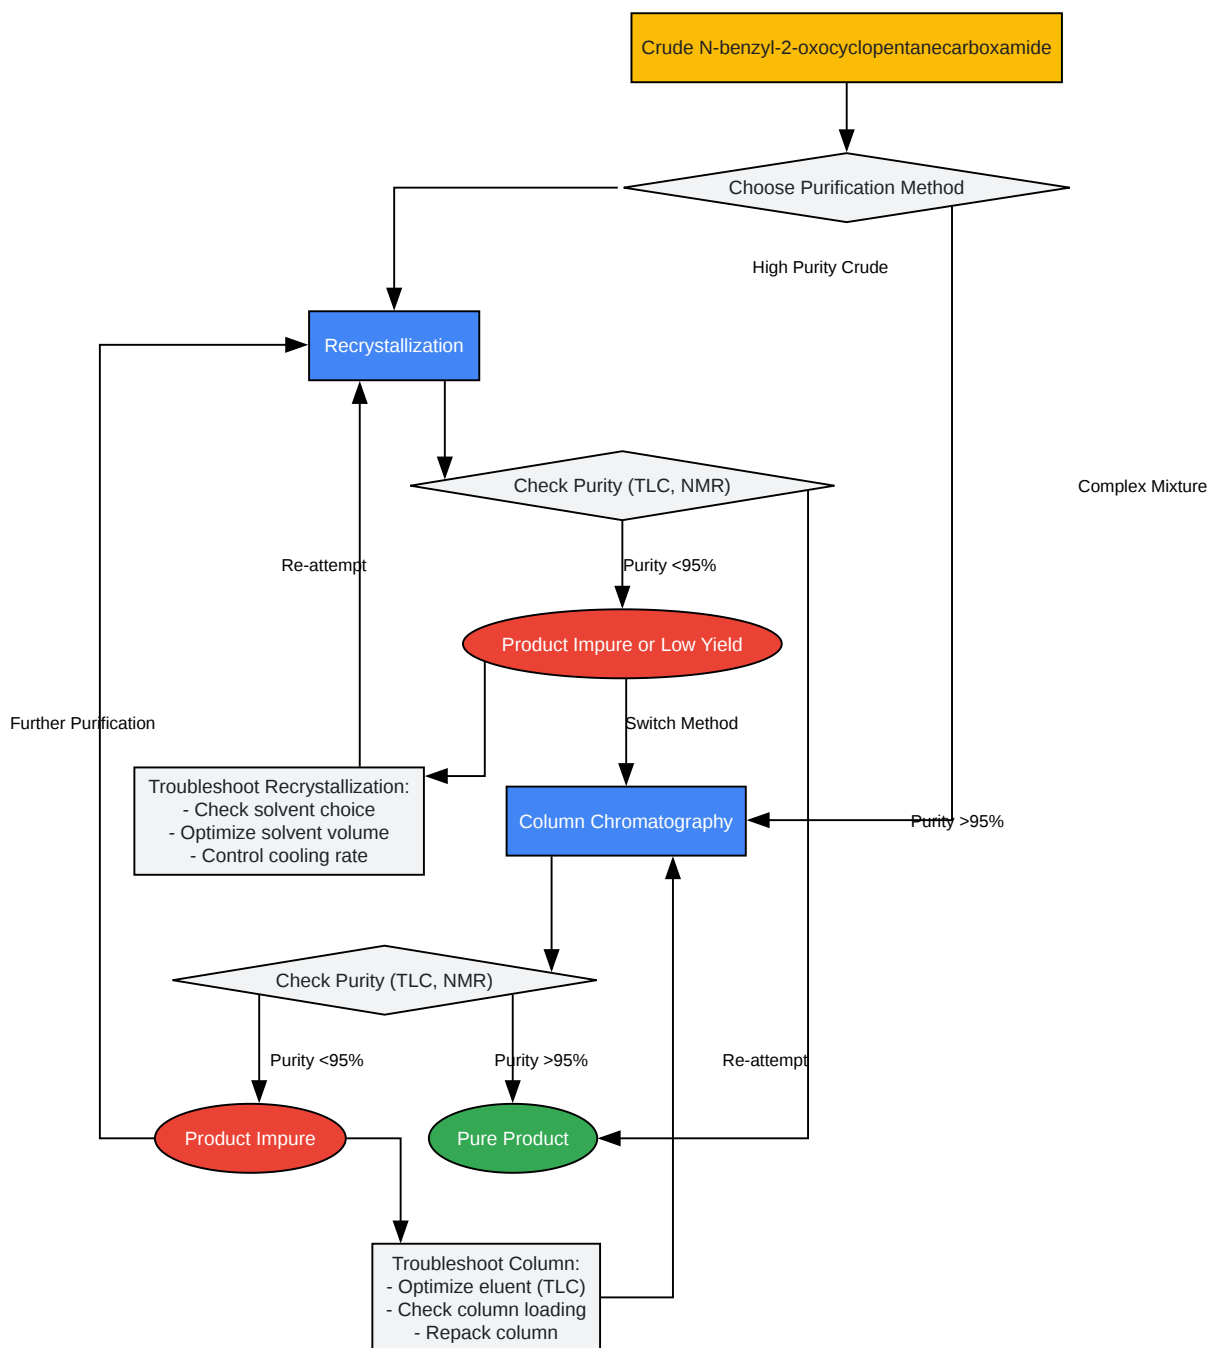 Crude N-benzyl-2-oxocyclopentanecarboxamide
Choose Purification Method
High Purity Crude
Recrystallization
Check Purity (TLC, NMR)
Complex Mixture
Re-attempt
Purity <95%
Product Impure or Low Yield
Further Purification
Switch Method
Troubleshoot Recrystallization:
- Check solvent choice
- Optimize solvent volume
- Control cooling rate
Column Chromatography
Purity >95%
Check Purity (TLC, NMR)
Purity <95%
Purity >95%
Re-attempt
Product Impure
Pure Product
Troubleshoot Column:
- Optimize eluent (TLC)
- Check column loading
- Repack column